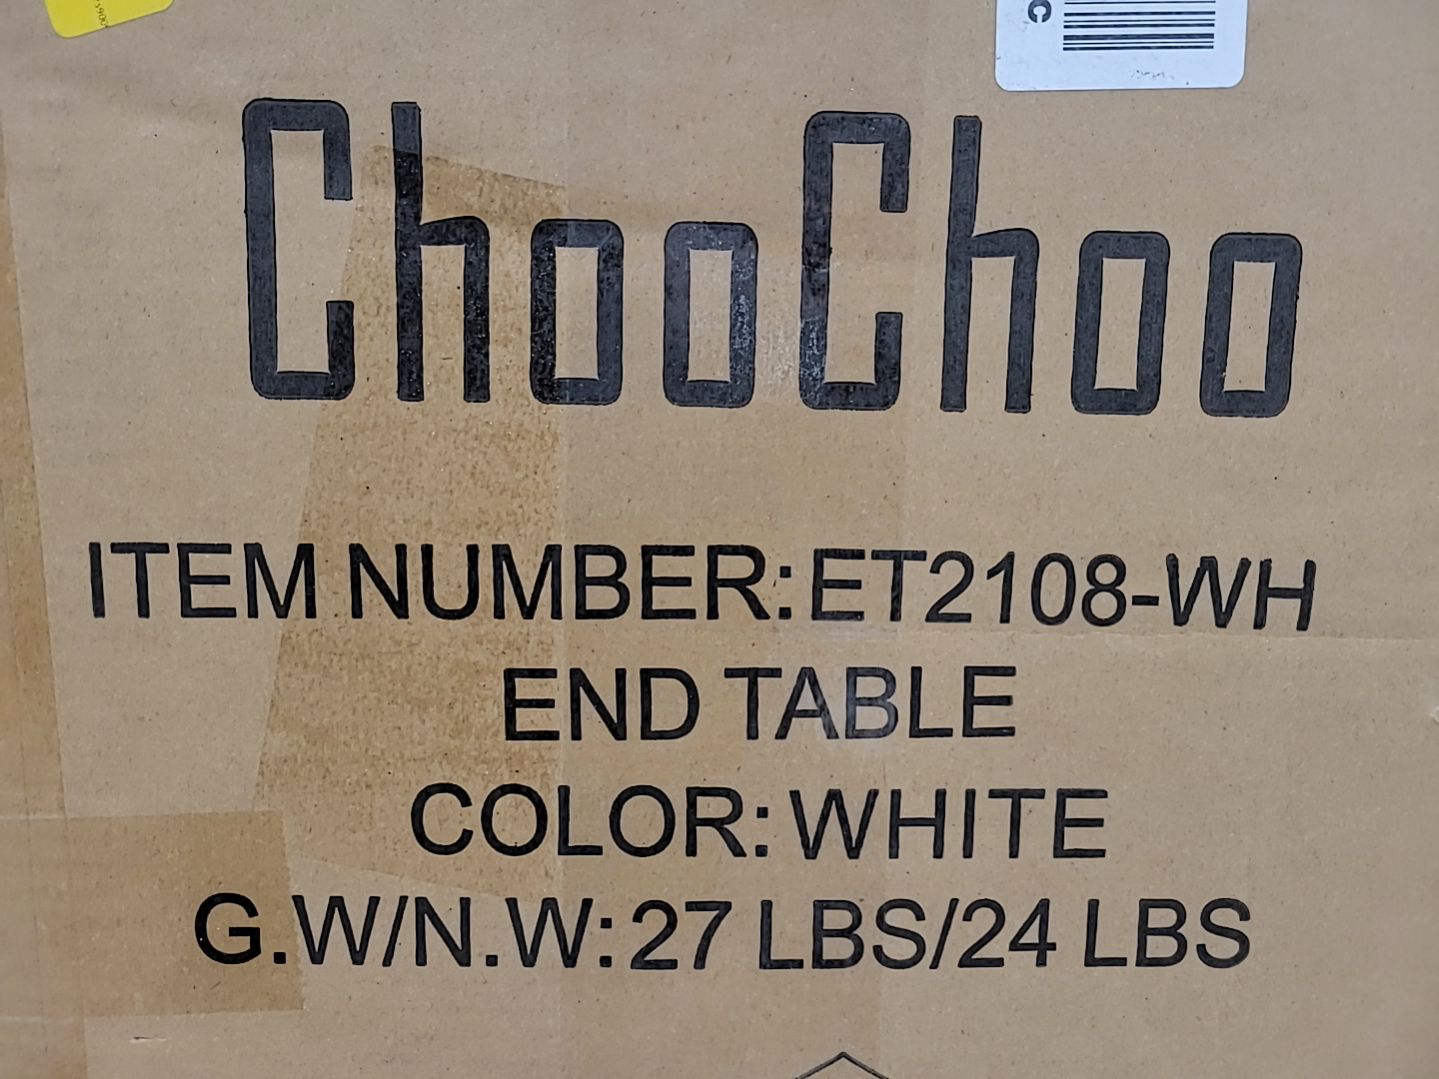 C
ChooChoo
ITEM NUMBER:ET2108-WH
END TABLE
COLOR:WHITE
G.W/N.W:27 LBS/24 LBS